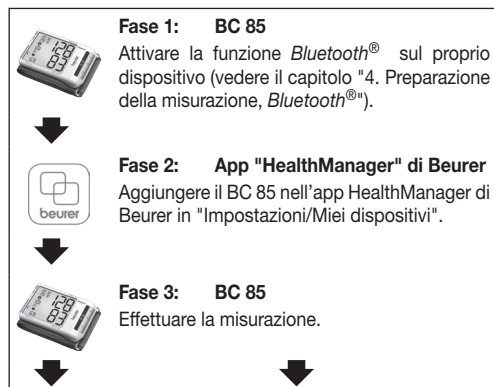 Fase 1: BC 85
Attivare la funzione Bluetooth® sul proprio
dispositivo (vedere il capitolo "4. Preparazione
della misurazione, Bluetooth®").
Fase 2: App "HealthManager" di Beurer
Aggiungere il BC 85 nell'app HealthManager di
Beurer in "Impostazioni/Miei dispositivi".
beurer
Fase 3: BC 85
Effettuare la misurazione.